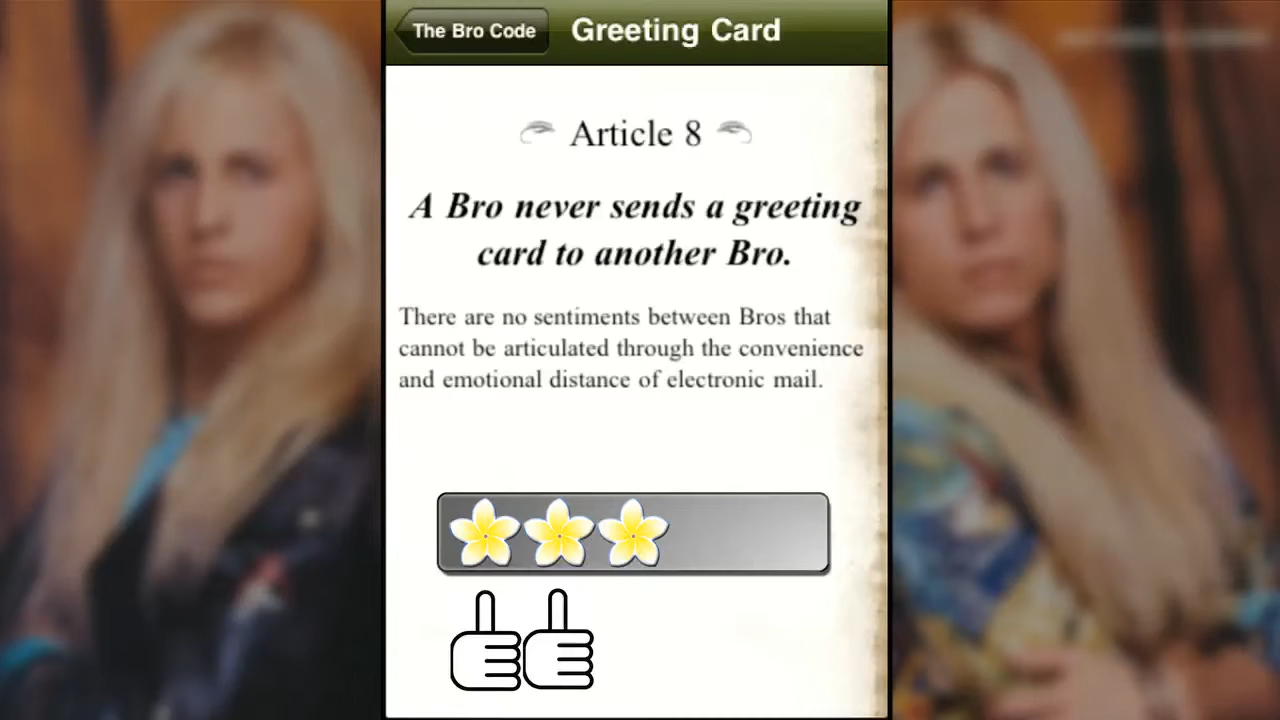 The Bro Code
Greeting Card
Article 8
A Bro never sends a greeting
card to another Bro.
There are no sentiments between Bros that
cannot be articulated through the convenience
and emotional distance of electronic mail.